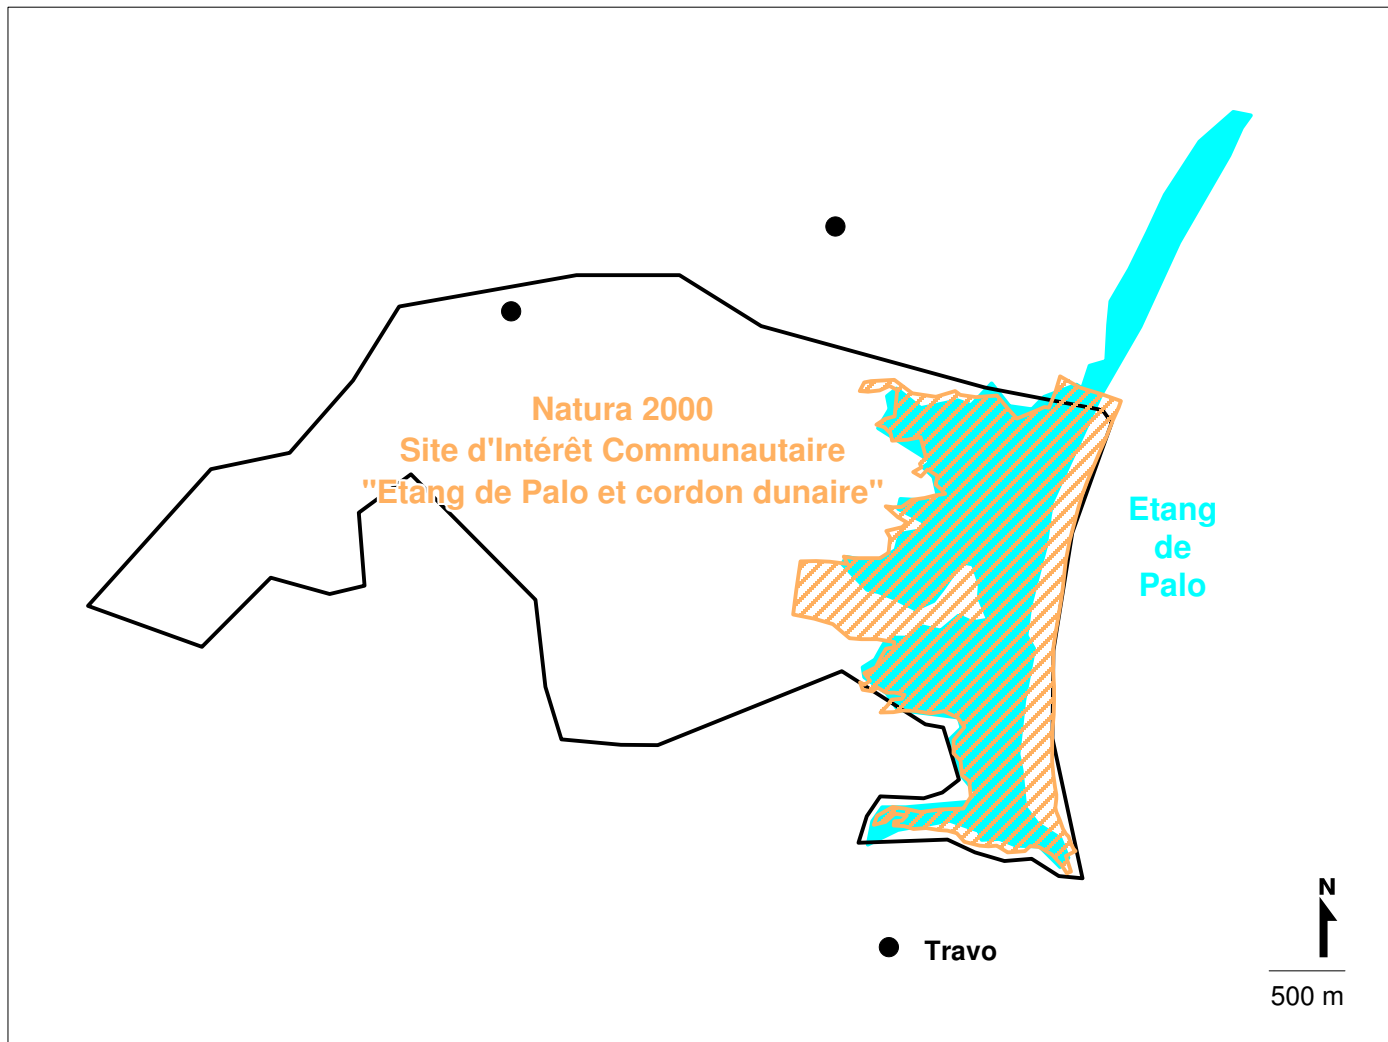 Natura 2000
Site d'Intérêt Communautaire
"Etang de Palo et cordon dunaire"
Etang
de
Palo
Travo
N
500 m